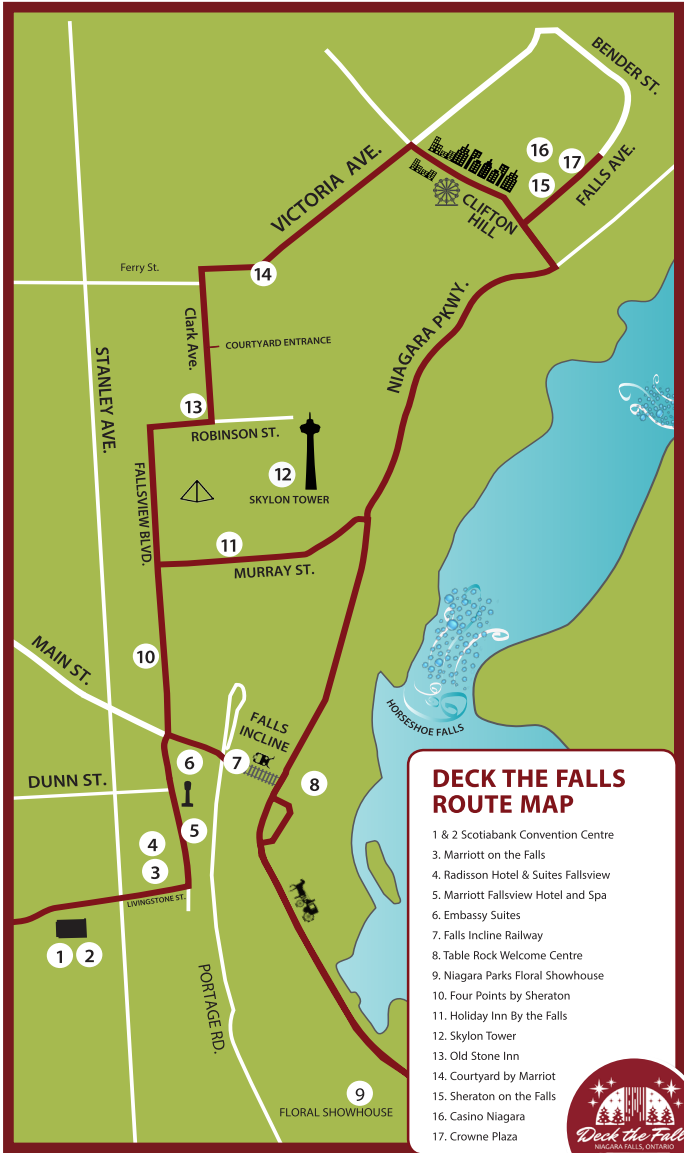 BENDER ST.
16
17
15
FALLS AVE.
VICTORIA AVE.
CLIFTON
HILL
Ferry St.
14
NIAGARA PKWY.
Clark Ave.
COURTYARD ENTRANCE
STANLEY AVE.
13
ROBINSON ST.
12
SKYLON TOWER
FALLSVIEW BLVD.
11
MURRAY ST.
MAIN ST.
10
HORSESHOE FALLS
FALLS
INCLINE
6
7
8
DUNN ST.
5
4
3
LIVINGSTONE ST.
1
2
PORTAGE RD.
9
FLORAL SHOWHOUSE
DECK THE FALLS
ROUTE MAP
1 & 2 Scotiabank Convention Centre
3. Marriott on the Falls
4. Radisson Hotel & Suites Fallsview
5. Marriott Fallsview Hotel and Spa
6. Embassy Suites
7. Falls Incline Railway
8. Table Rock Welcome Centre
9. Niagara Parks Floral Showhouse
10. Four Points by Sheraton
11. Holiday Inn By the Falls
12. Skylon Tower
13. Old Stone Inn
14. Courtyard by Marriot
15. Sheraton on the Falls
16. Casino Niagara
17. Crowne Plaza
Deck the Fall
NIAGARA FALLS, ONTARIO